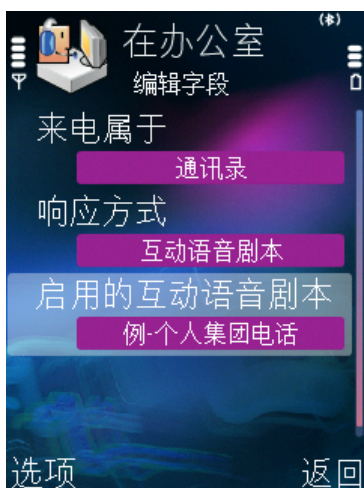 在办公室
编辑字段
来电属于
通讯录
响应方式
互动语音剧本
启用的互动语音剧本
例-个人集团电话
选项
返回